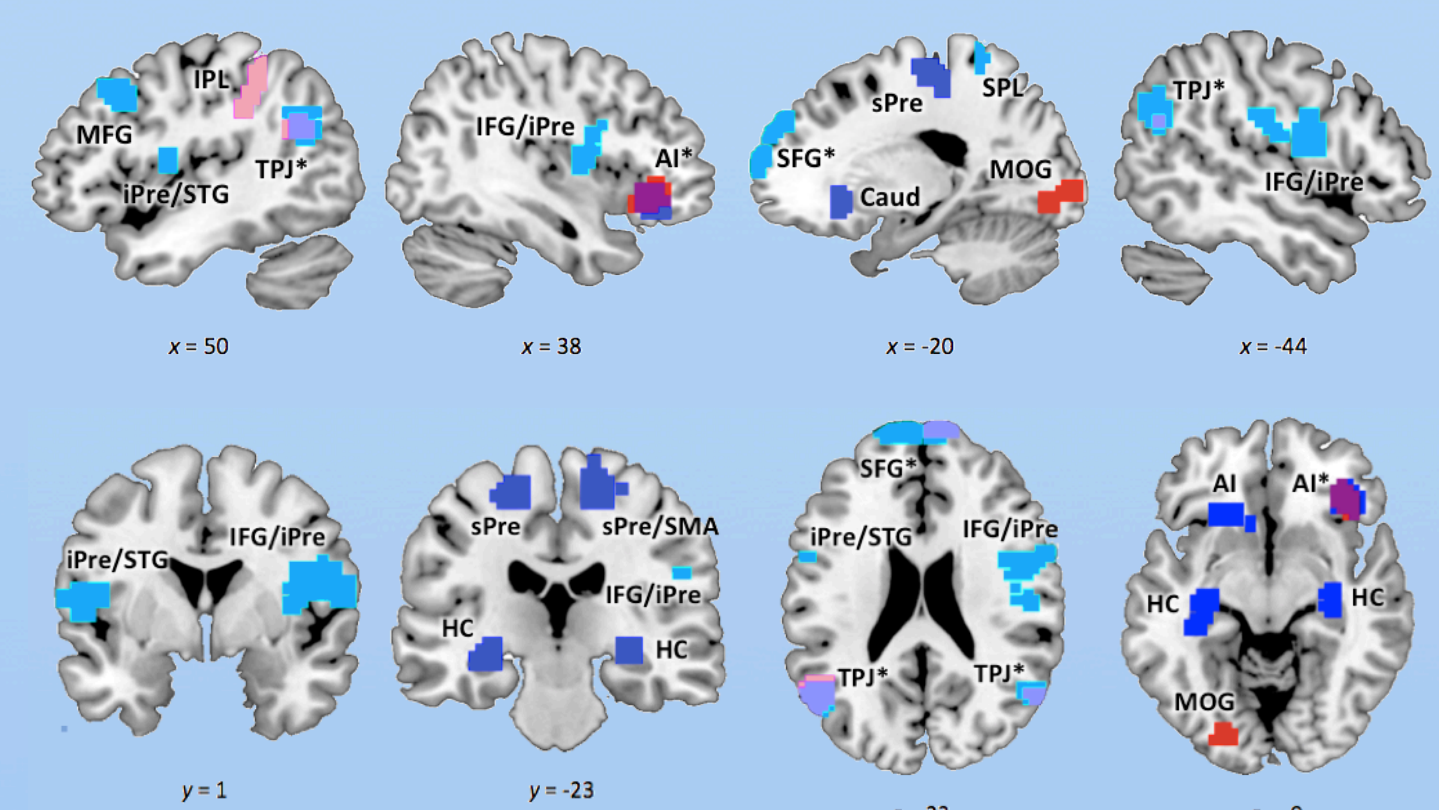 IPL
MFG
iPre/STG
TPJ*
x = 50
IFG/iPre
AI*
x = 38
sPre
SPL
SFG*
Caud
MOG
x = -20
TPJ*
IFG/iPre
x = -44
iPre/STG
IFG/iPre
y = 1
sPre
sPre/SMA
IFG/iPre
HC
HC
y = -23
SFG*
iPre/STG
IFG/iPre
TPJ*
TPJ*
AI
AI*
HC
HC
MOG